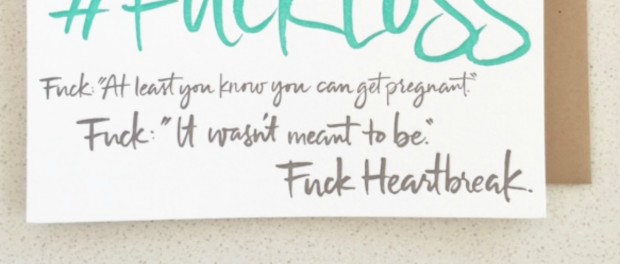 #FuckLoss
Fuck: "At least you know you can get pregnant."
Fuck: "It wasn't meant to be."
Fuck Heartbreak.